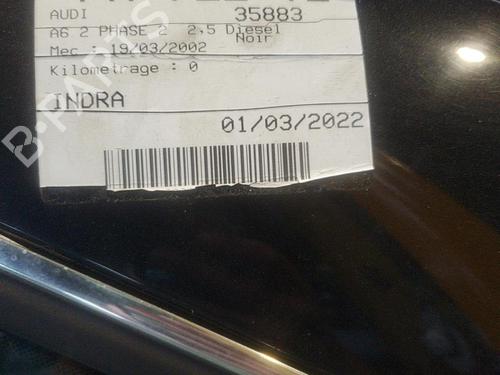 AUDI 35883
A6 2 PHASE 2 2,5 Diesel
Noir
Mec : 19/03/2002
Kilometrage : 0
INDRA
01/03/2022
B-PARTS